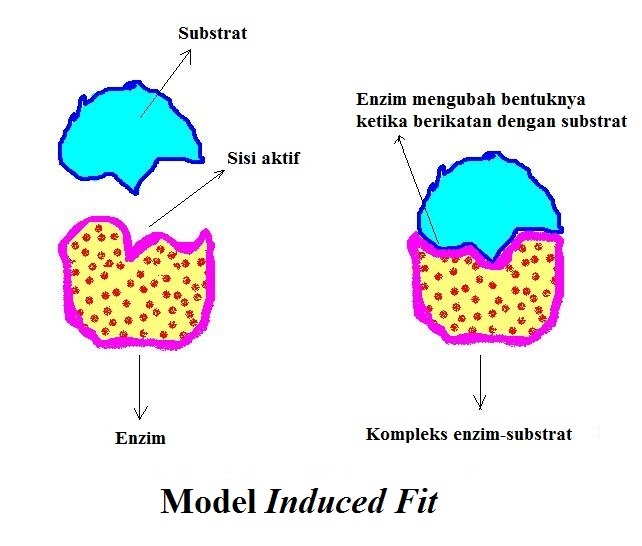 Substrat
Sisi aktif
Enzim
Enzim mengubah bentuknya
ketika berikatan dengan substrat
Kompleks enzim-substrat
Model Induced Fit